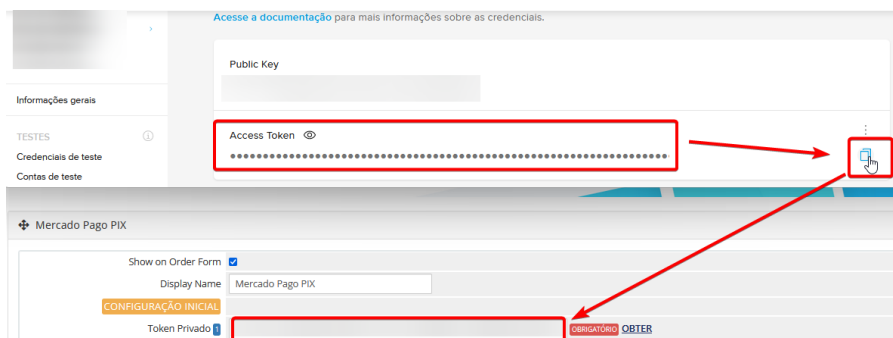 Acesse a documentação para mais informações sobre as credenciais.
Public Key
Informações gerais
Access Token
TESTES
Credenciais de teste
Contas de teste
Mercado Pago PIX
Show on Order Form
Display Name Mercado Pago PIX
CONFIGURAÇÃO INICIAL
Token Privado 1 OBRIGATÓRIO OBTER